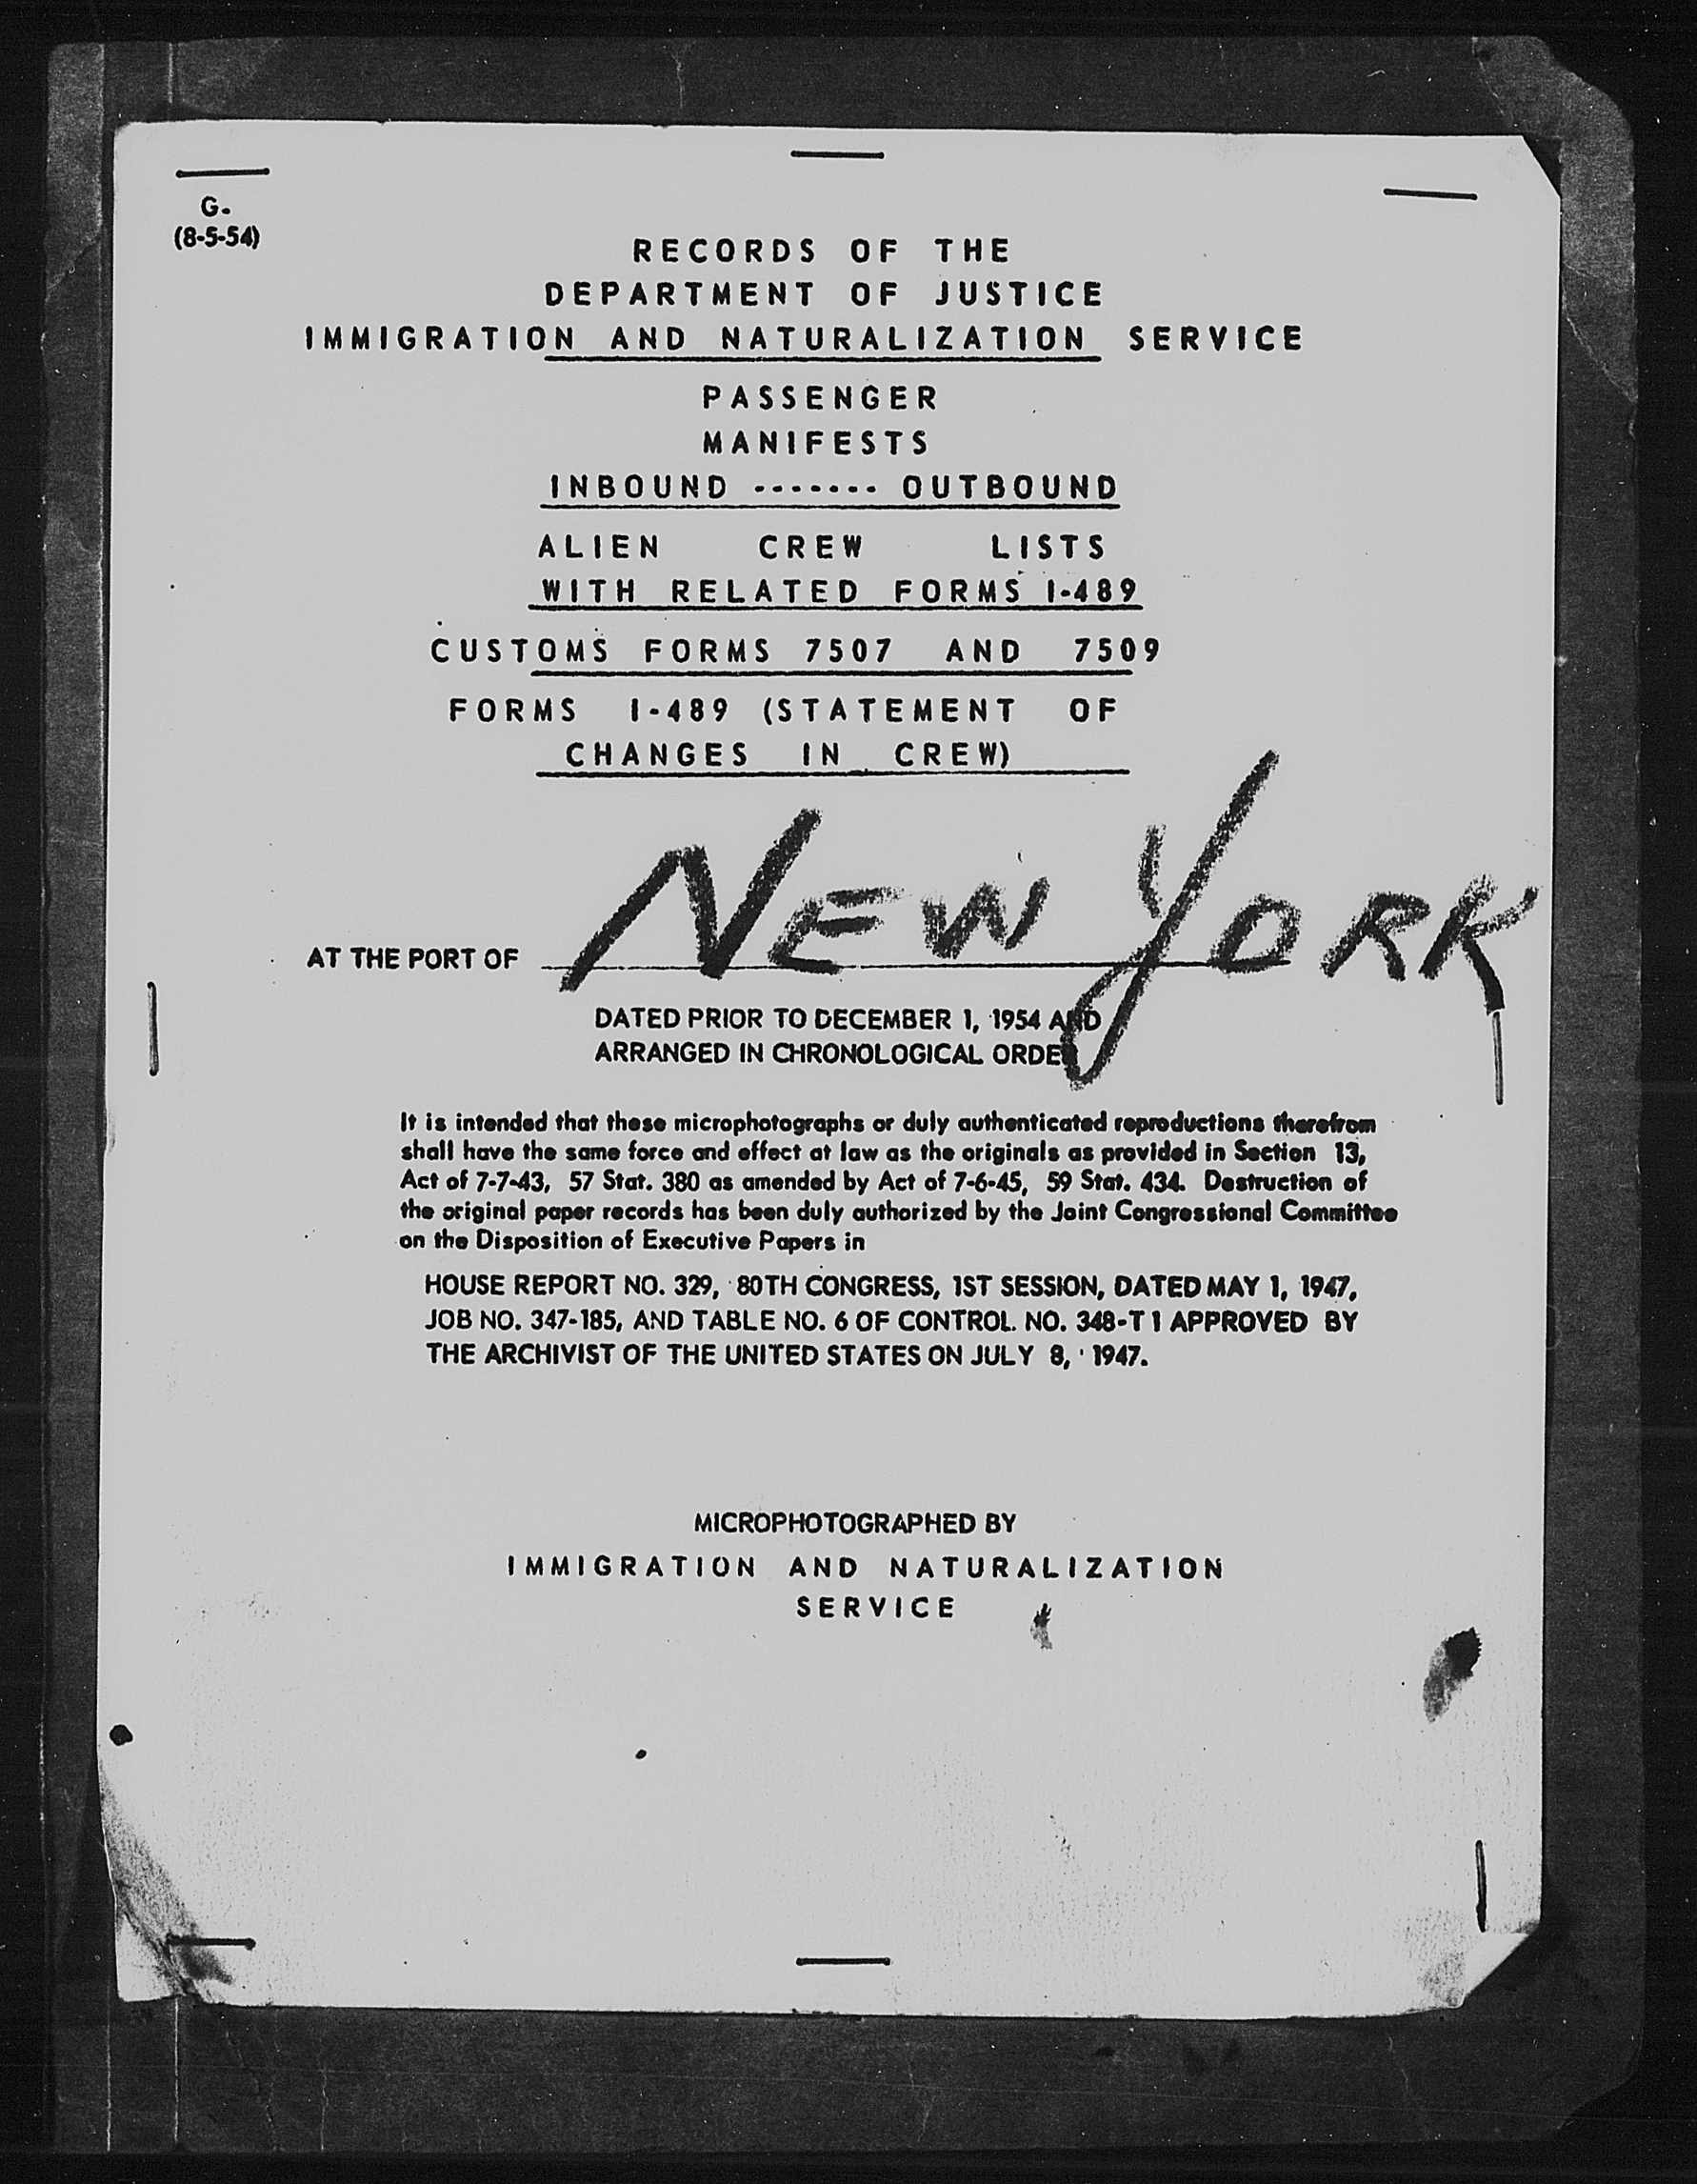 G.
(8-5-54)
RECORDS OF THE
DEPARTMENT OF JUSTICE
IMMIGRATION AND NATURALIZATION SERVICE
PASSENGER
MANIFESTS
INBOUND ------- OUTBOUND
ALIEN CREW LISTS
WITH RELATED FORMS I-489
CUSTOMS FORMS 7507 AND 7509
FORMS I-489 (STATEMENT OF
CHANGES IN CREW)
AT THE PORT OF NEW YORK
DATED PRIOR TO DECEMBER 1, 1954 AND
ARRANGED IN CHRONOLOGICAL ORDER
It is intended that these microphotographs or duly authenticated reproductions therefrom
shall have the same force and effect at law as the originals as provided in Section 13,
Act of 7-7-43, 57 Stat. 380 as amended by Act of 7-6-45, 59 Stat. 434. Destruction of
the original paper records has been duly authorized by the Joint Congressional Committee
on the Disposition of Executive Papers in
HOUSE REPORT NO. 329, 80TH CONGRESS, 1ST SESSION, DATED MAY 1, 1947,
JOB NO. 347-185, AND TABLE NO. 6 OF CONTROL NO. 348-T1 APPROVED BY
THE ARCHIVIST OF THE UNITED STATES ON JULY 8, 1947.
MICROPHOTOGRAPHED BY
IMMIGRATION AND NATURALIZATION
SERVICE